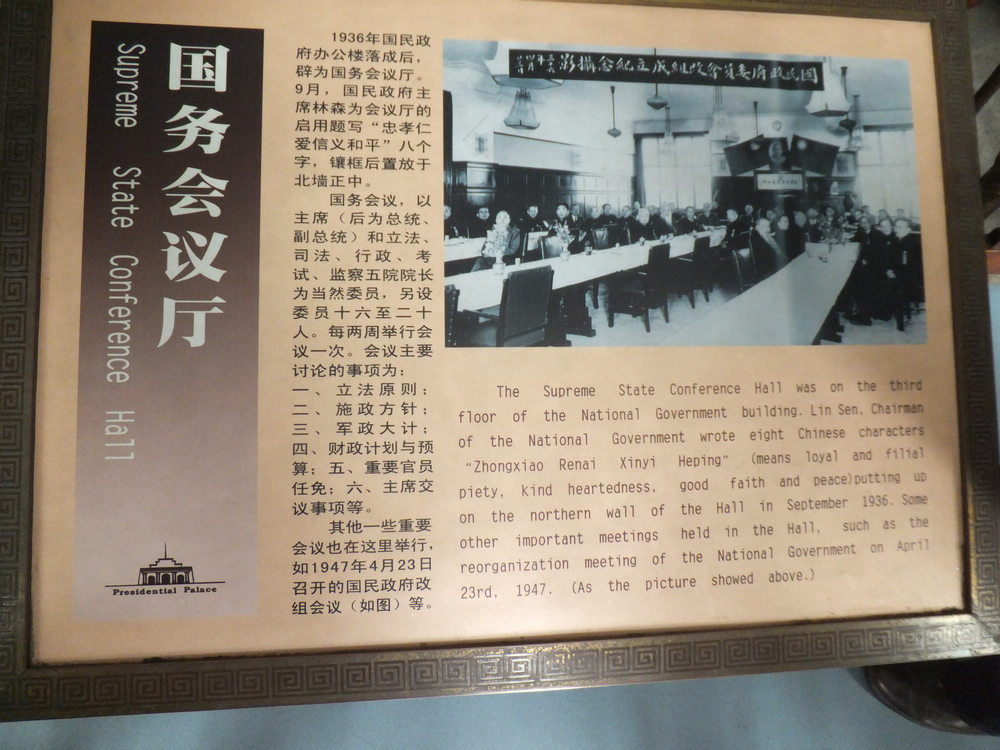 国务会议厅
Supreme State Conference Hall
Presidential Palace
1936年国民政
府办公楼落成后，
辟为国务会议厅。
9月，国民政府主
席林森为会议厅的
启用题写“忠孝仁
爱信义和平”八个
字，镶框后置放于
北墙正中。
国务会议，以
主席（后为总统、
副总统）和立法、
司法、行政、考
试、监察五院院长
为当然委员，另设
委员十六至二十
人。每两周举行会
议一次。会议主要
讨论的事项为：
一、立法原则；
二、施政方针；
三、军政大计；
四、财政计划与预
算；五、重要官员
任免；六、主席交
议事项等。
其他一些重要
会议也在这里举行，
如1947年4月23日
召开的国民政府改
组会议（如图）等。
國民政府委員會改組成立紀念攝影
The Supreme State Conference Hall was on the third
floor of the National Government building. Lin Sen, Chairman
of the National Government wrote eight Chinese characters
“Zhongxiao Renai Xinyi Heping” (means loyal and filial
piety, kind heartedness, good faith and peace)putting up
on the northern wall of the Hall in September 1936. Some
other important meetings held in the Hall, such as the
reorganization meeting of the National Government on April
23rd, 1947. (As the picture showed above.)